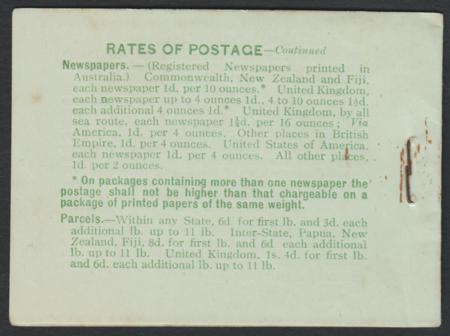 RATES OF POSTAGE—Continued
Newspapers.—(Registered Newspapers printed in
Australia.) Commonwealth, New Zealand and Fiji,
each newspaper 1d. per 10 ounces.* United Kingdom,
each newspaper up to 4 ounces 1d., 4 to 10 ounces 1½d.
each additional 4 ounces 1d.* United Kingdom, by all
sea route, each newspaper 1½d. per 16 ounces; Via
America, 1d. per 4 ounces. Other places in British
Empire, 1d. per 4 ounces. United States of America,
each newspaper 1d. per 4 ounces. All other places,
1d. per 2 ounces.
* On packages containing more than one newspaper the
postage shall not be higher than that chargeable on a
package of printed papers of the same weight.
Parcels.—Within any State, 6d. for first lb. and 3d. each
additional lb. up to 11 lb. Inter-State, Papua, New
Zealand, Fiji, 8d. for first lb. and 6d each additional
lb. up to 11 lb. United Kingdom, 1s. 4d. for first lb.
and 6d. each additional lb. up to 11 lb.